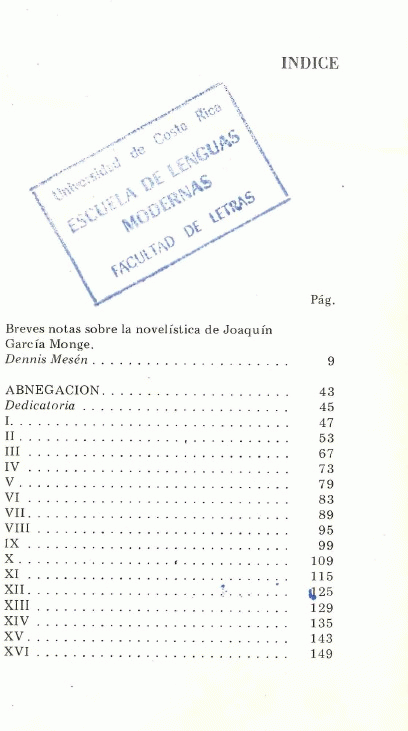 INDICE
Universidad de Costa Rica
ESCUELA DE LENGUAS
MODERNAS
FACULTAD DE LETRAS
Pág.
Breves notas sobre la novelística de Joaquín
García Monge.
Dennis Mesén . . . . . . . . . . . . . . . . . . . . . . . . 9
ABNEGACION . . . . . . . . . . . . . . . . . . . . . . . 43
Dedicatoria . . . . . . . . . . . . . . . . . . . . . . . . . 45
I. . . . . . . . . . . . . . . . . . . . . . . . . . . . . . . . 47
II . . . . . . . . . . . . . . . . . . . . . . . . . . . . . . . 53
III . . . . . . . . . . . . . . . . . . . . . . . . . . . . . . 67
IV . . . . . . . . . . . . . . . . . . . . . . . . . . . . . . 73
V . . . . . . . . . . . . . . . . . . . . . . . . . . . . . . . 79
VI . . . . . . . . . . . . . . . . . . . . . . . . . . . . . . 83
VII . . . . . . . . . . . . . . . . . . . . . . . . . . . . . . 89
VIII . . . . . . . . . . . . . . . . . . . . . . . . . . . . . 95
IX . . . . . . . . . . . . . . . . . . . . . . . . . . . . . . 99
X . . . . . . . . . . . . . . . . . . . . . . . . . . . . . . . 109
XI . . . . . . . . . . . . . . . . . . . . . . . . . . . . . . 115
XII . . . . . . . . . . . . . . . . . . . . . . . . . . . . . . 125
XIII . . . . . . . . . . . . . . . . . . . . . . . . . . . . . 129
XIV . . . . . . . . . . . . . . . . . . . . . . . . . . . . . 135
XV . . . . . . . . . . . . . . . . . . . . . . . . . . . . . . 143
XVI . . . . . . . . . . . . . . . . . . . . . . . . . . . . . 149